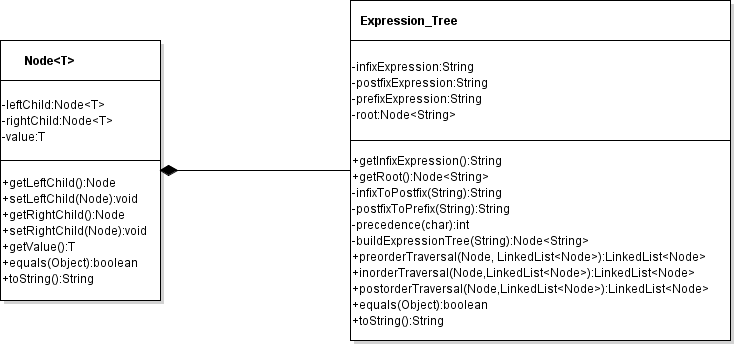 Node<T>
-leftChild:Node<T>
-rightChild:Node<T>
-value:T
+getLeftChild():Node
+setLeftChild(Node):void
+getRightChild():Node
+setRightChild(Node):void
+getValue():T
+equals(Object):boolean
+toString():String
Expression_Tree
-infixExpression:String
-postfixExpression:String
-prefixExpression:String
-root:Node<String>
+getInfixExpression():String
+getRoot():Node<String>
-infixToPostfix(String):String
-postfixToPrefix(String):String
-precedence(char):int
-buildExpressionTree(String):Node<String>
+preorderTraversal(Node, LinkedList<Node>):LinkedList<Node>
+inorderTraversal(Node,LinkedList<Node>):LinkedList<Node>
+postorderTraversal(Node,LinkedList<Node>):LinkedList<Node>
+equals(Object):boolean
+toString():String